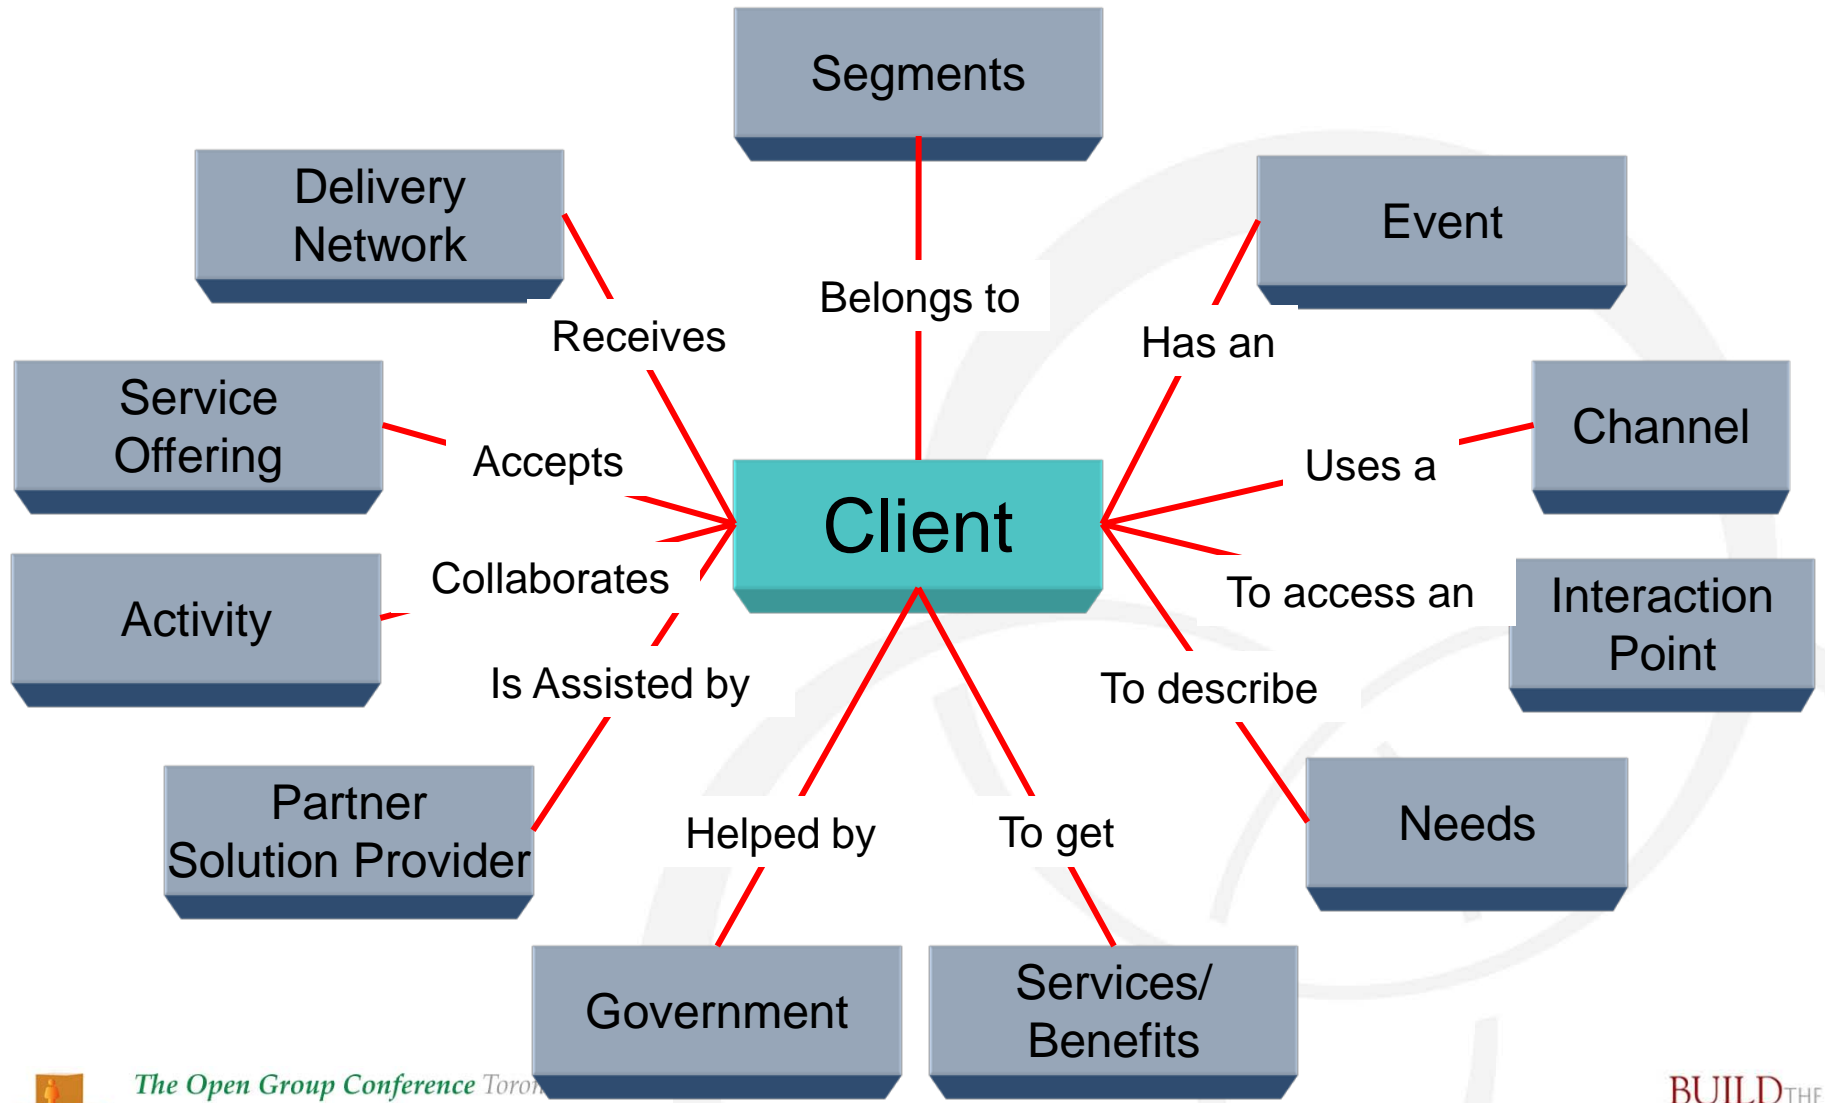 Segments
Delivery
Network
Event
Belongs to
Receives
Has an
Service
Offering
Channel
Accepts
Uses a
Client
Collaborates
To access an
Interaction
Point
Activity
Is Assisted by
To describe
Partner
Solution Provider
Helped by
To get
Needs
Government
Services/
Benefits
The Open Group Conference
BUILD THE